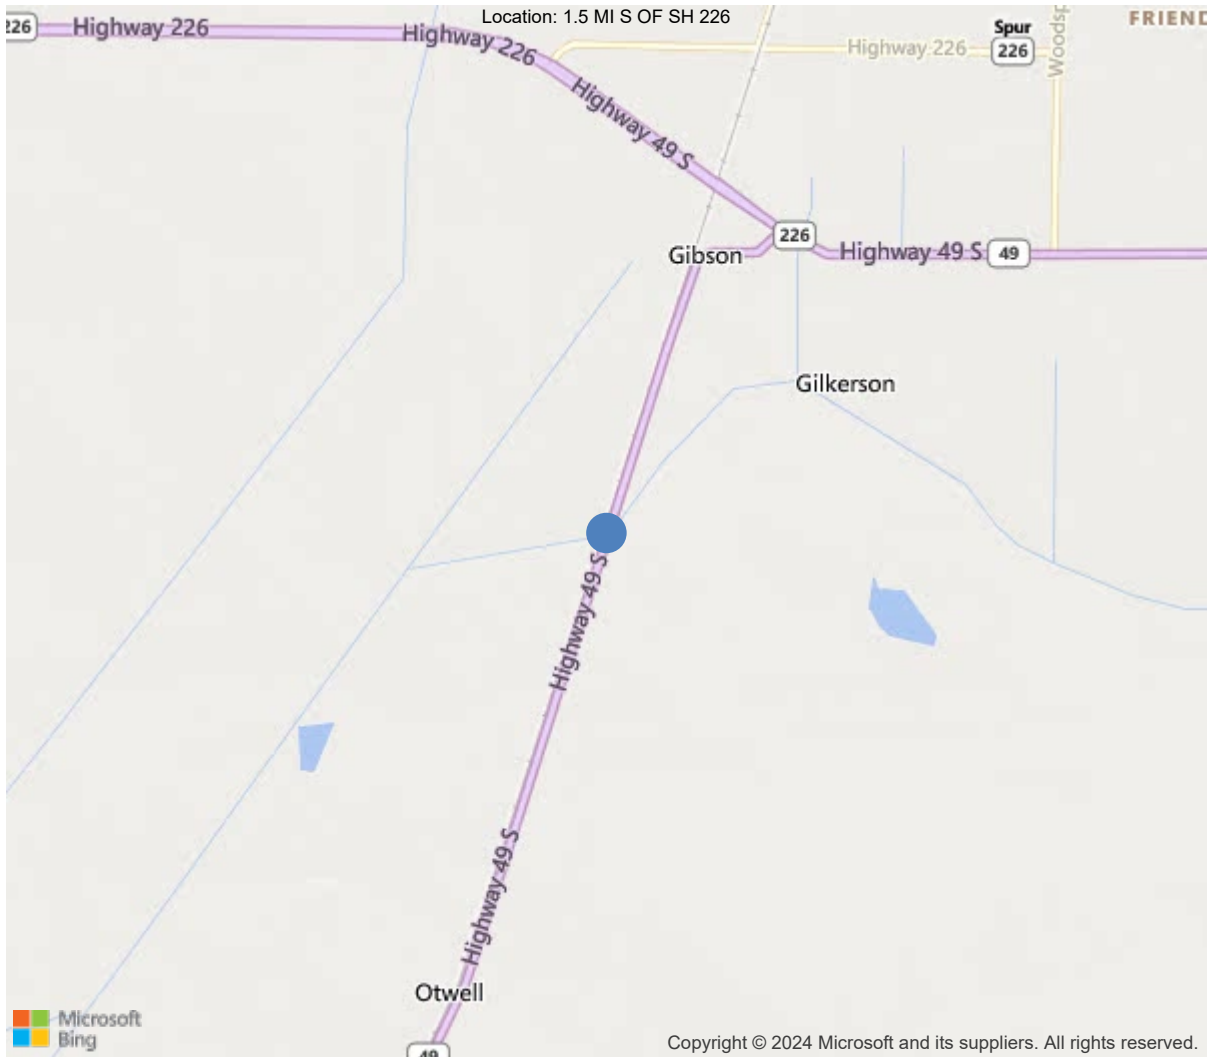 Location: 1.5 MI S OF SH 226
226
Highway 226
Highway 226
Highway 226
Spur
226
Woodsp
FRIEND
Highway 49 S
226
Gibson
Highway 49 S
49
Gilkerson
Highway 49 S
Highway 49 S
Otwell
49
Microsoft
Bing
Copyright © 2024 Microsoft and its suppliers. All rights reserved.